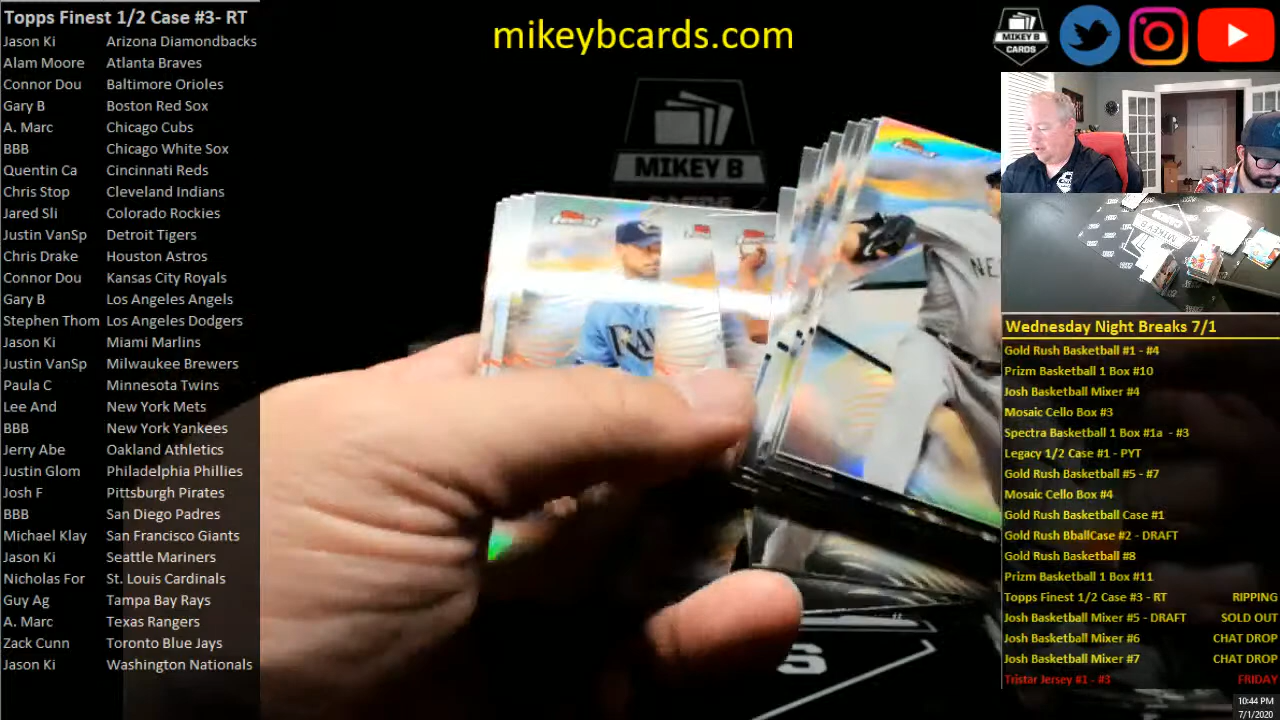 Topps Finest 1/2 Case #3- RT
Jason Ki Arizona Diamondbacks
Alam Moore Atlanta Braves
Connor Dou Baltimore Orioles
Gary B Boston Red Sox
A. Marc Chicago Cubs
BBB Chicago White Sox
Quentin Ca Cincinnati Reds
Chris Stop Cleveland Indians
Jared Sli Colorado Rockies
Justin VanSp Detroit Tigers
Chris Drake Houston Astros
Connor Dou Kansas City Royals
Gary B Los Angeles Angels
Stephen Thom Los Angeles Dodgers
Jason Ki Miami Marlins
Justin VanSp Milwaukee Brewers
Paula C Minnesota Twins
Lee And New York Mets
BBB New York Yankees
Jerry Abe Oakland Athletics
Justin Glom Philadelphia Phillies
Josh F Pittsburgh Pirates
BBB San Diego Padres
Michael Klay San Francisco Giants
Jason Ki Seattle Mariners
Nicholas For St. Louis Cardinals
Guy Ag Tampa Bay Rays
A. Marc Texas Rangers
Zack Cunn Toronto Blue Jays
Jason Ki Washington Nationals
mikeybcards.com
MIKEY B
CARDS
MIKEY B
Finest
Finest
Ray
NE
S
MIKEY B
Wednesday Night Breaks 7/1
Gold Rush Basketball #1 - #4
Prizm Basketball 1 Box #10
Josh Basketball Mixer #4
Mosaic Cello Box #3
Spectra Basketball 1 Box #1a - #3
Legacy 1/2 Case #1 - PYT
Gold Rush Basketball #5 - #7
Mosaic Cello Box #4
Gold Rush Basketball Case #1
Gold Rush BballCase #2 - DRAFT
Gold Rush Basketball #8
Prizm Basketball 1 Box #11
Topps Finest 1/2 Case #3 - RT RIPPING
Josh Basketball Mixer #5 - DRAFT SOLD OUT
Josh Basketball Mixer #6 CHAT DROP
Josh Basketball Mixer #7 CHAT DROP
Tristar Jersey #1 - #3 FRIDAY
10:44 PM
7/1/2020